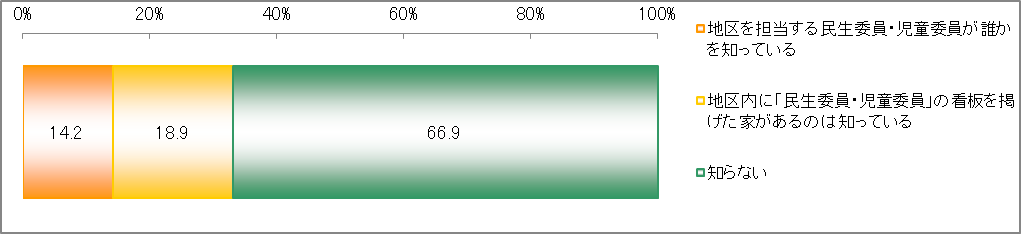 0% 20% 40% 60% 80% 100%
14.2 18.9 66.9
地区を担当する民生委員・児童委員が誰か
を知っている
地区内に「民生委員・児童委員」の看板を掲
げた家があるのは知っている
知らない